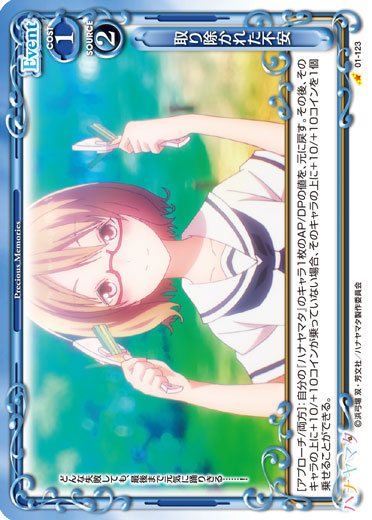 Event
COST
1
SOURCE
2
取り除かれた不安
Precious Memories
どんな失敗しても、最後まで元気に踊りきる……!
[アプローチ/両方]:自分の『ハナヤマタ』のキャラ1枚のAP/DPの値を、元に戻す。その後、その
キャラの上に+10/+10コインが乗っていない場合、そのキャラの上に+10/+10コインを1個
乗せることができる。
ハナヤマタ
©浜弓場 双・芳文社/ハナヤマタ製作委員会
01-123